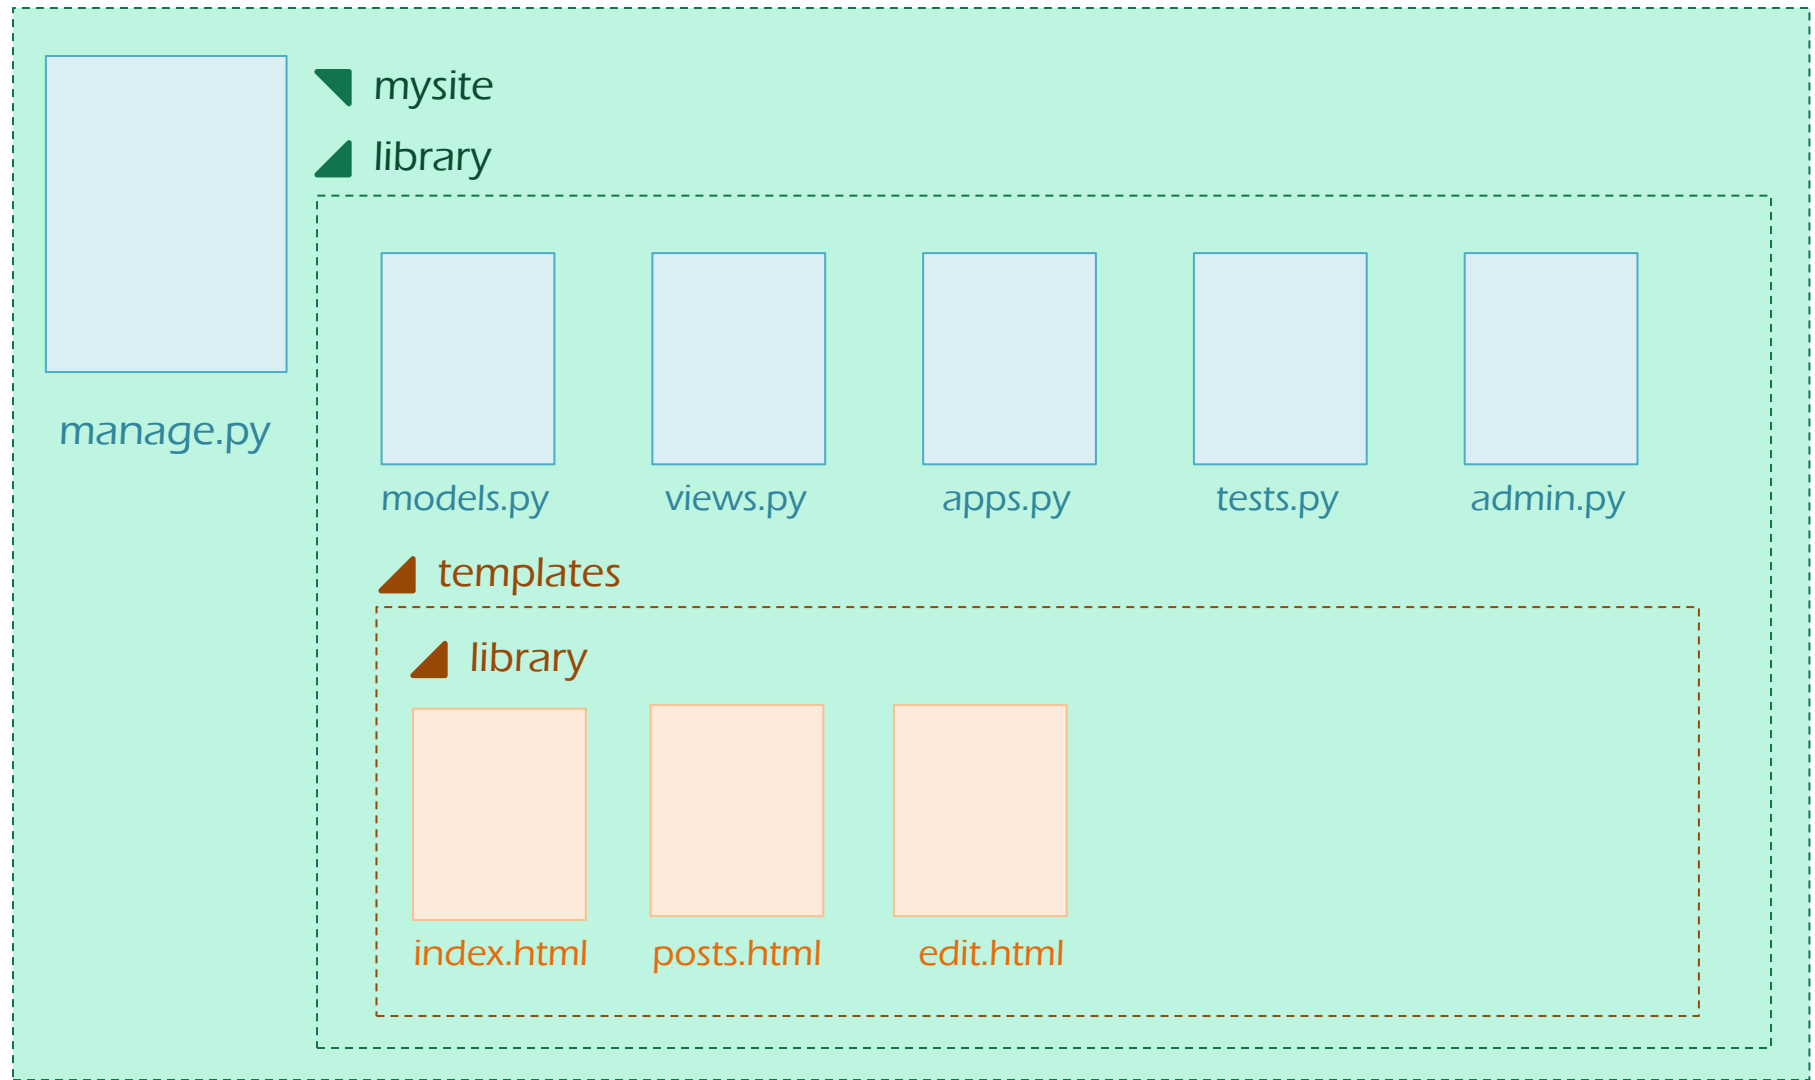 mysite
library
manage.py
models.py
views.py
apps.py
tests.py
admin.py
templates
library
index.html
posts.html
edit.html